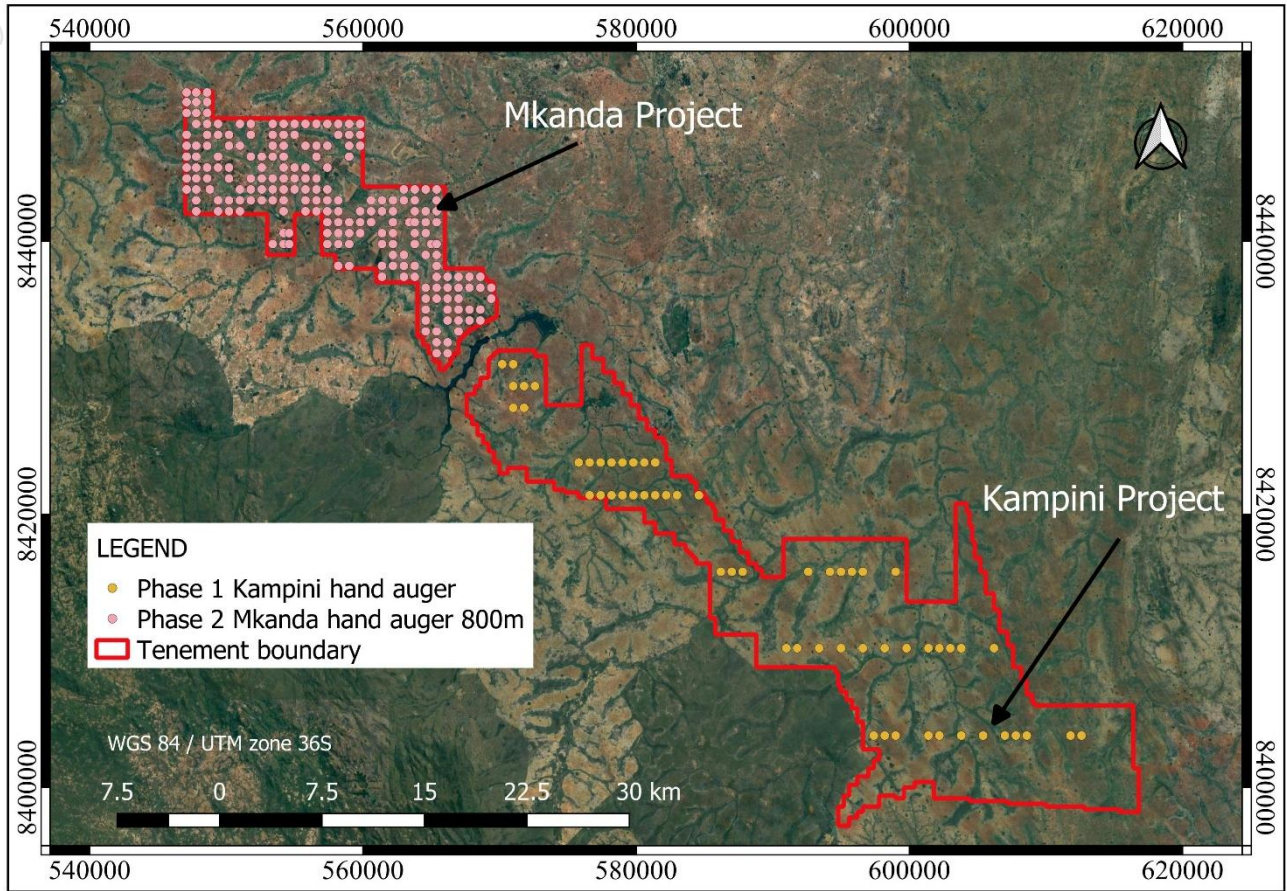 540000 560000 580000 600000 620000
Mkanda Project
8440000 8440000
Kampini Project
8420000 8420000
LEGEND
Phase 1 Kampini hand auger
Phase 2 Mkanda hand auger 800m
Tenement boundary
WGS 84 / UTM zone 36S
7.5 0 7.5 15 22.5 30 km
8400000 8400000
540000 560000 580000 600000 620000